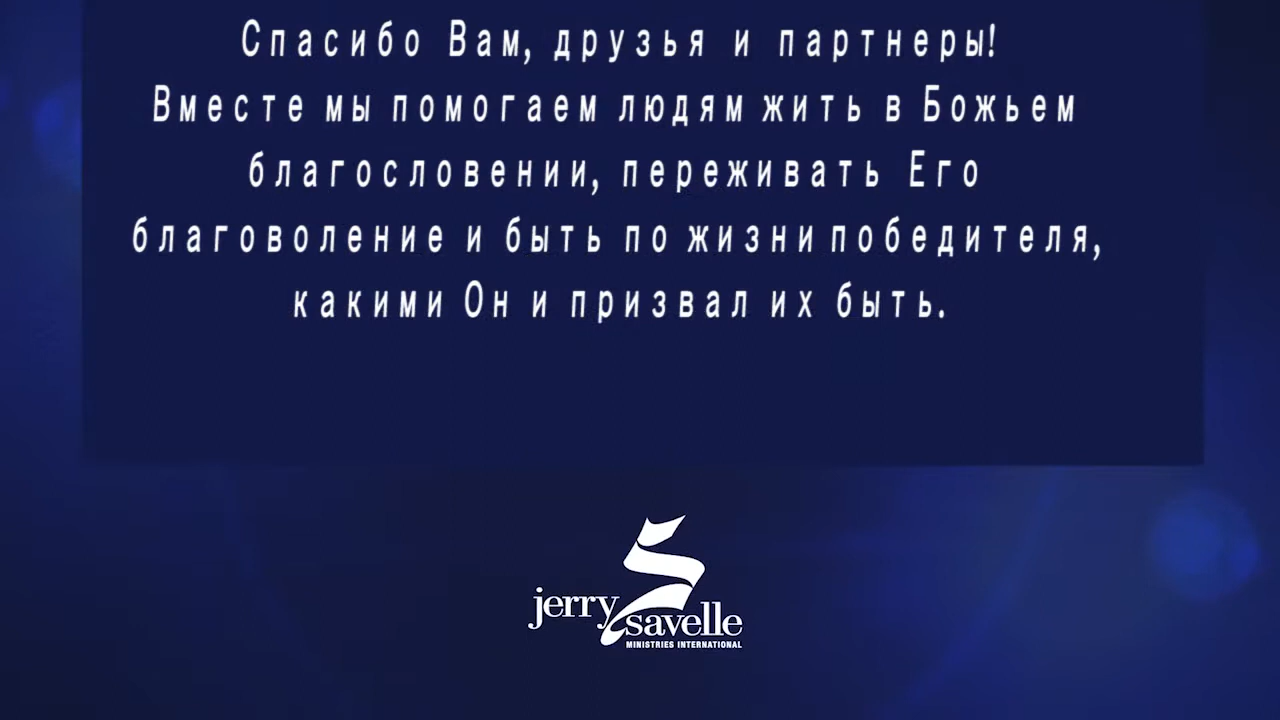 Спасибо Вам, друзья и партнеры!
Вместе мы помогаем людям жить в Божьем
благословении, переживать Его
благоволение и быть по жизни победителя,
какими Он и призвал их быть.
jerry savelle
MINISTRIES INTERNATIONAL